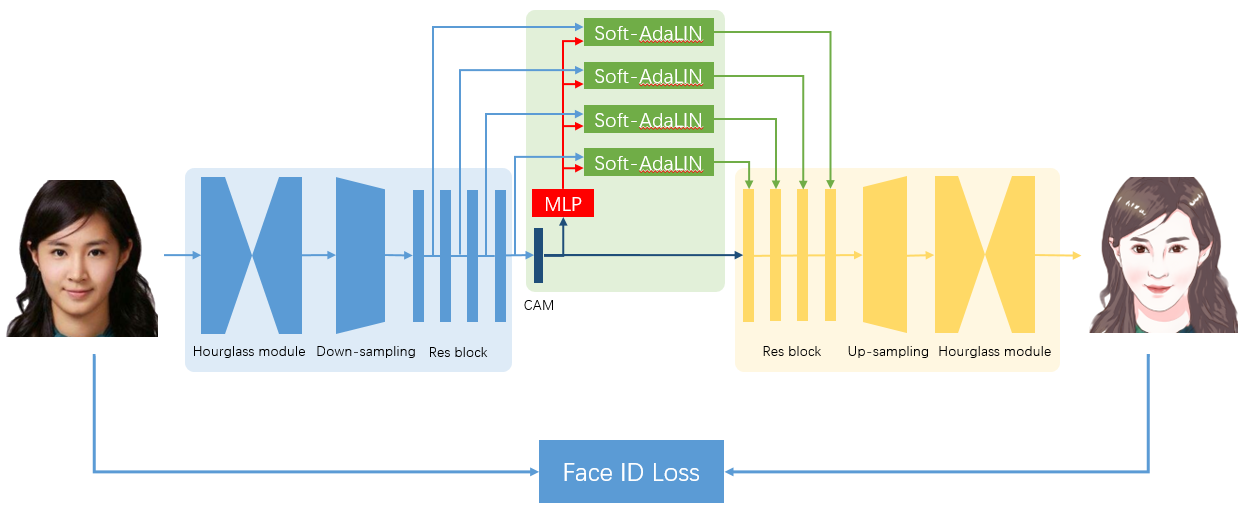 Soft-AdaLIN
Soft-AdaLIN
Soft-AdaLIN
Soft-AdaLIN
MLP
CAM
Hourglass module
Down-sampling
Res block
Res block
Up-sampling
Hourglass module
Face ID Loss